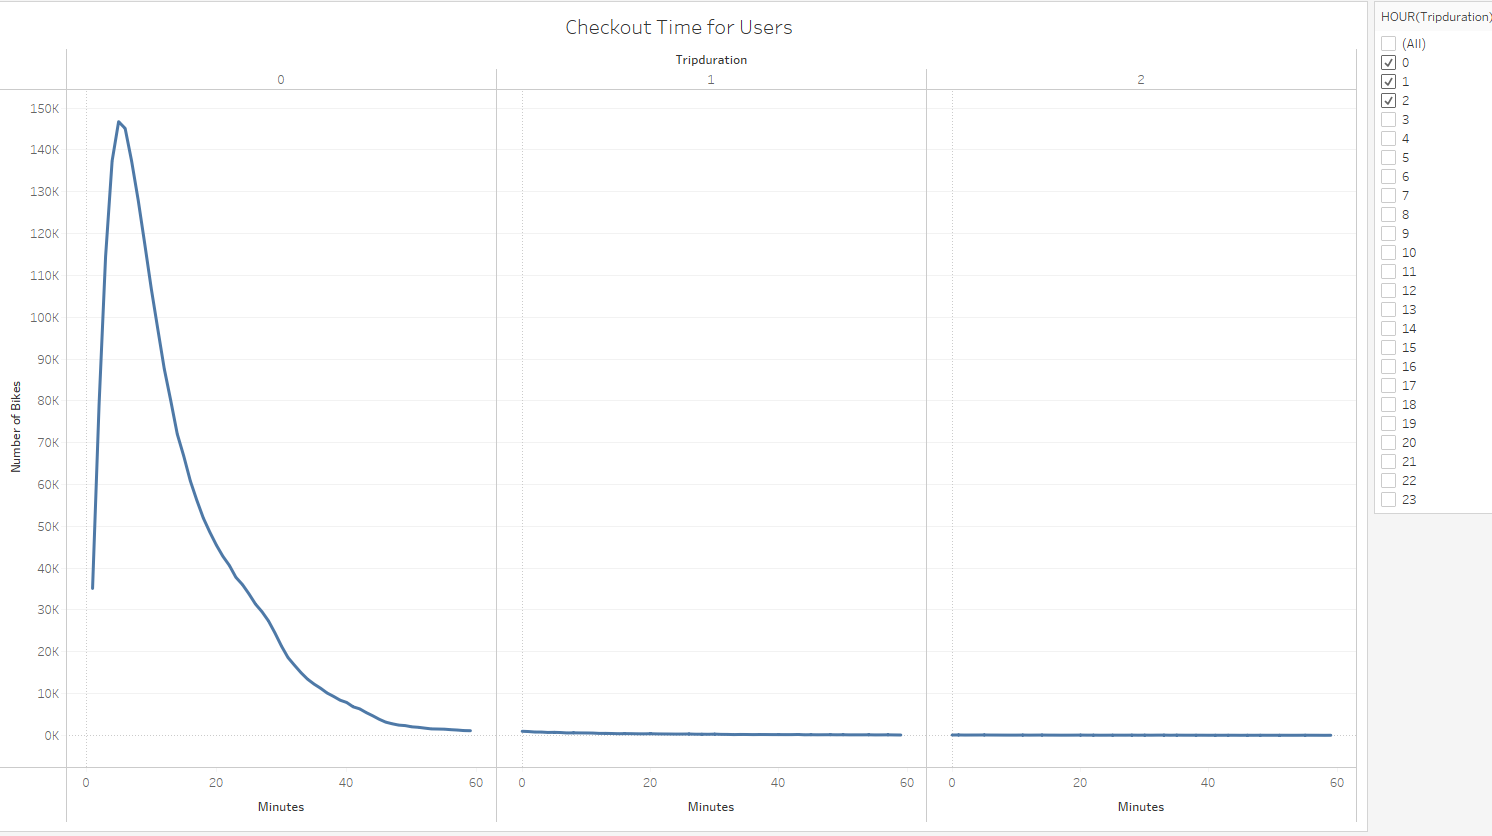 Checkout Time for Users
Tripduration
0 1 2
150K
140K
130K
120K
110K
100K
90K
80K
70K
60K
50K
40K
30K
20K
10K
0K
Number of Bikes
0 20 40 60 0 20 40 60 0 20 40 60
Minutes Minutes Minutes
HOUR(Tripduration)
(All)
0
1
2
3
4
5
6
7
8
9
10
11
12
13
14
15
16
17
18
19
20
21
22
23